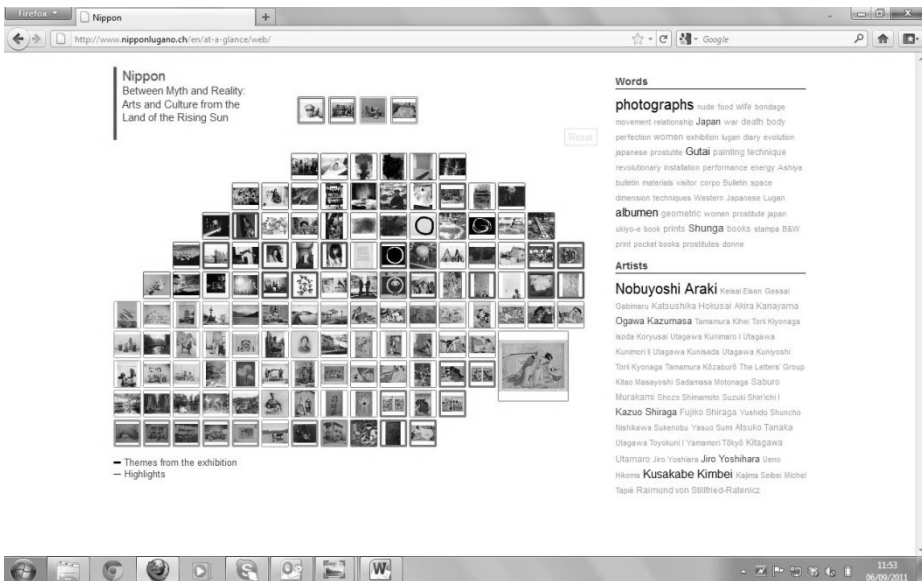 Firefox
Nippon
http://www.nipponlugano.ch/en/at-a-glance/web/
Google
Nippon
Between Myth and Reality:
Arts and Culture from the
Land of the Rising Sun
Reset
Themes from the exhibition
Highlights
Words
photographs nude food wife bondage
movement relationship Japan war death body
perfection women exhibition lugan diary evolution
japanese prostutite Gutai painting technique
revolutionary installation performance energy Ashiya
bulletin materials visitor corpo Bulletin space
dimension techniques Western Japanese Lugan
albumen geometric women prostitute japan
ukiyo-e book prints Shunga books stampa B&W
print pocket books prostitutes donne
Artists
Nobuyoshi Araki Keisai Eisen Gessai
Gabimaru Katsushika Hokusai Akira Kanayama
Ogawa Kazumasa Tamamura Kihei Torii Kiyonaga
Isoda Koryusai Utagawa Kunimaro I Utagawa
Kunimori II Utagawa Kunisada Utagawa Kuniyoshi
Torii Kyonaga Tamamura Kōzaburō The Letters' Group
Kitao Masayoshi Sadamasa Motonaga Saburo
Murakami Shozo Shimamoto Suzuki Shin'ichi I
Kazuo Shiraga Fujiko Shiraga Yushido Shuncho
Nishikawa Sukenobu Yasuo Sumi Atsuko Tanaka
Utagawa Toyokuni I Yamamori Tōkyō Kitagawa
Utamaro Jiro Yoshiara Jiro Yoshihara Ueno
Hikoma Kusakabe Kimbei Kajima Seibei Michel
Tapiè Raimund von Stillfried-Ratenicz
11:53
06/09/2011